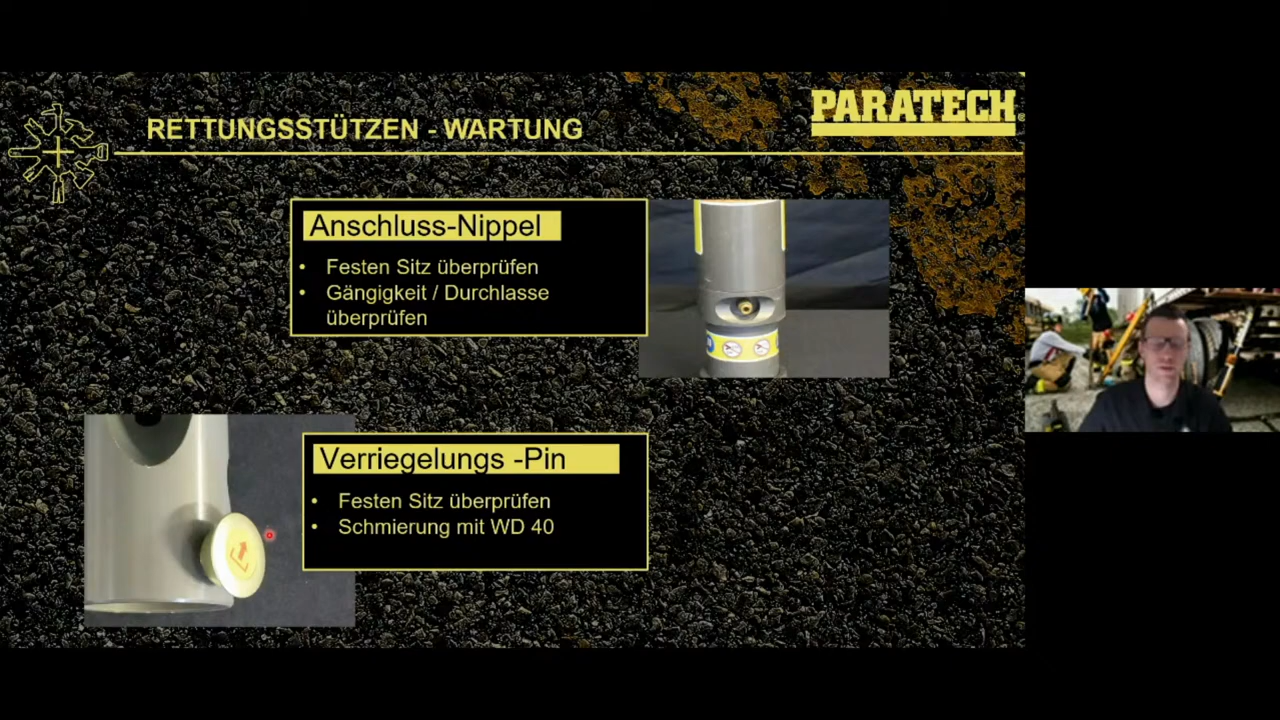 RETTUNGSSTÜTZEN - WARTUNG
PARATECH®
Anschluss-Nippel
• Festen Sitz überprüfen
• Gängigkeit / Durchlasse
überprüfen
Verriegelungs -Pin
• Festen Sitz überprüfen
• Schmierung mit WD 40